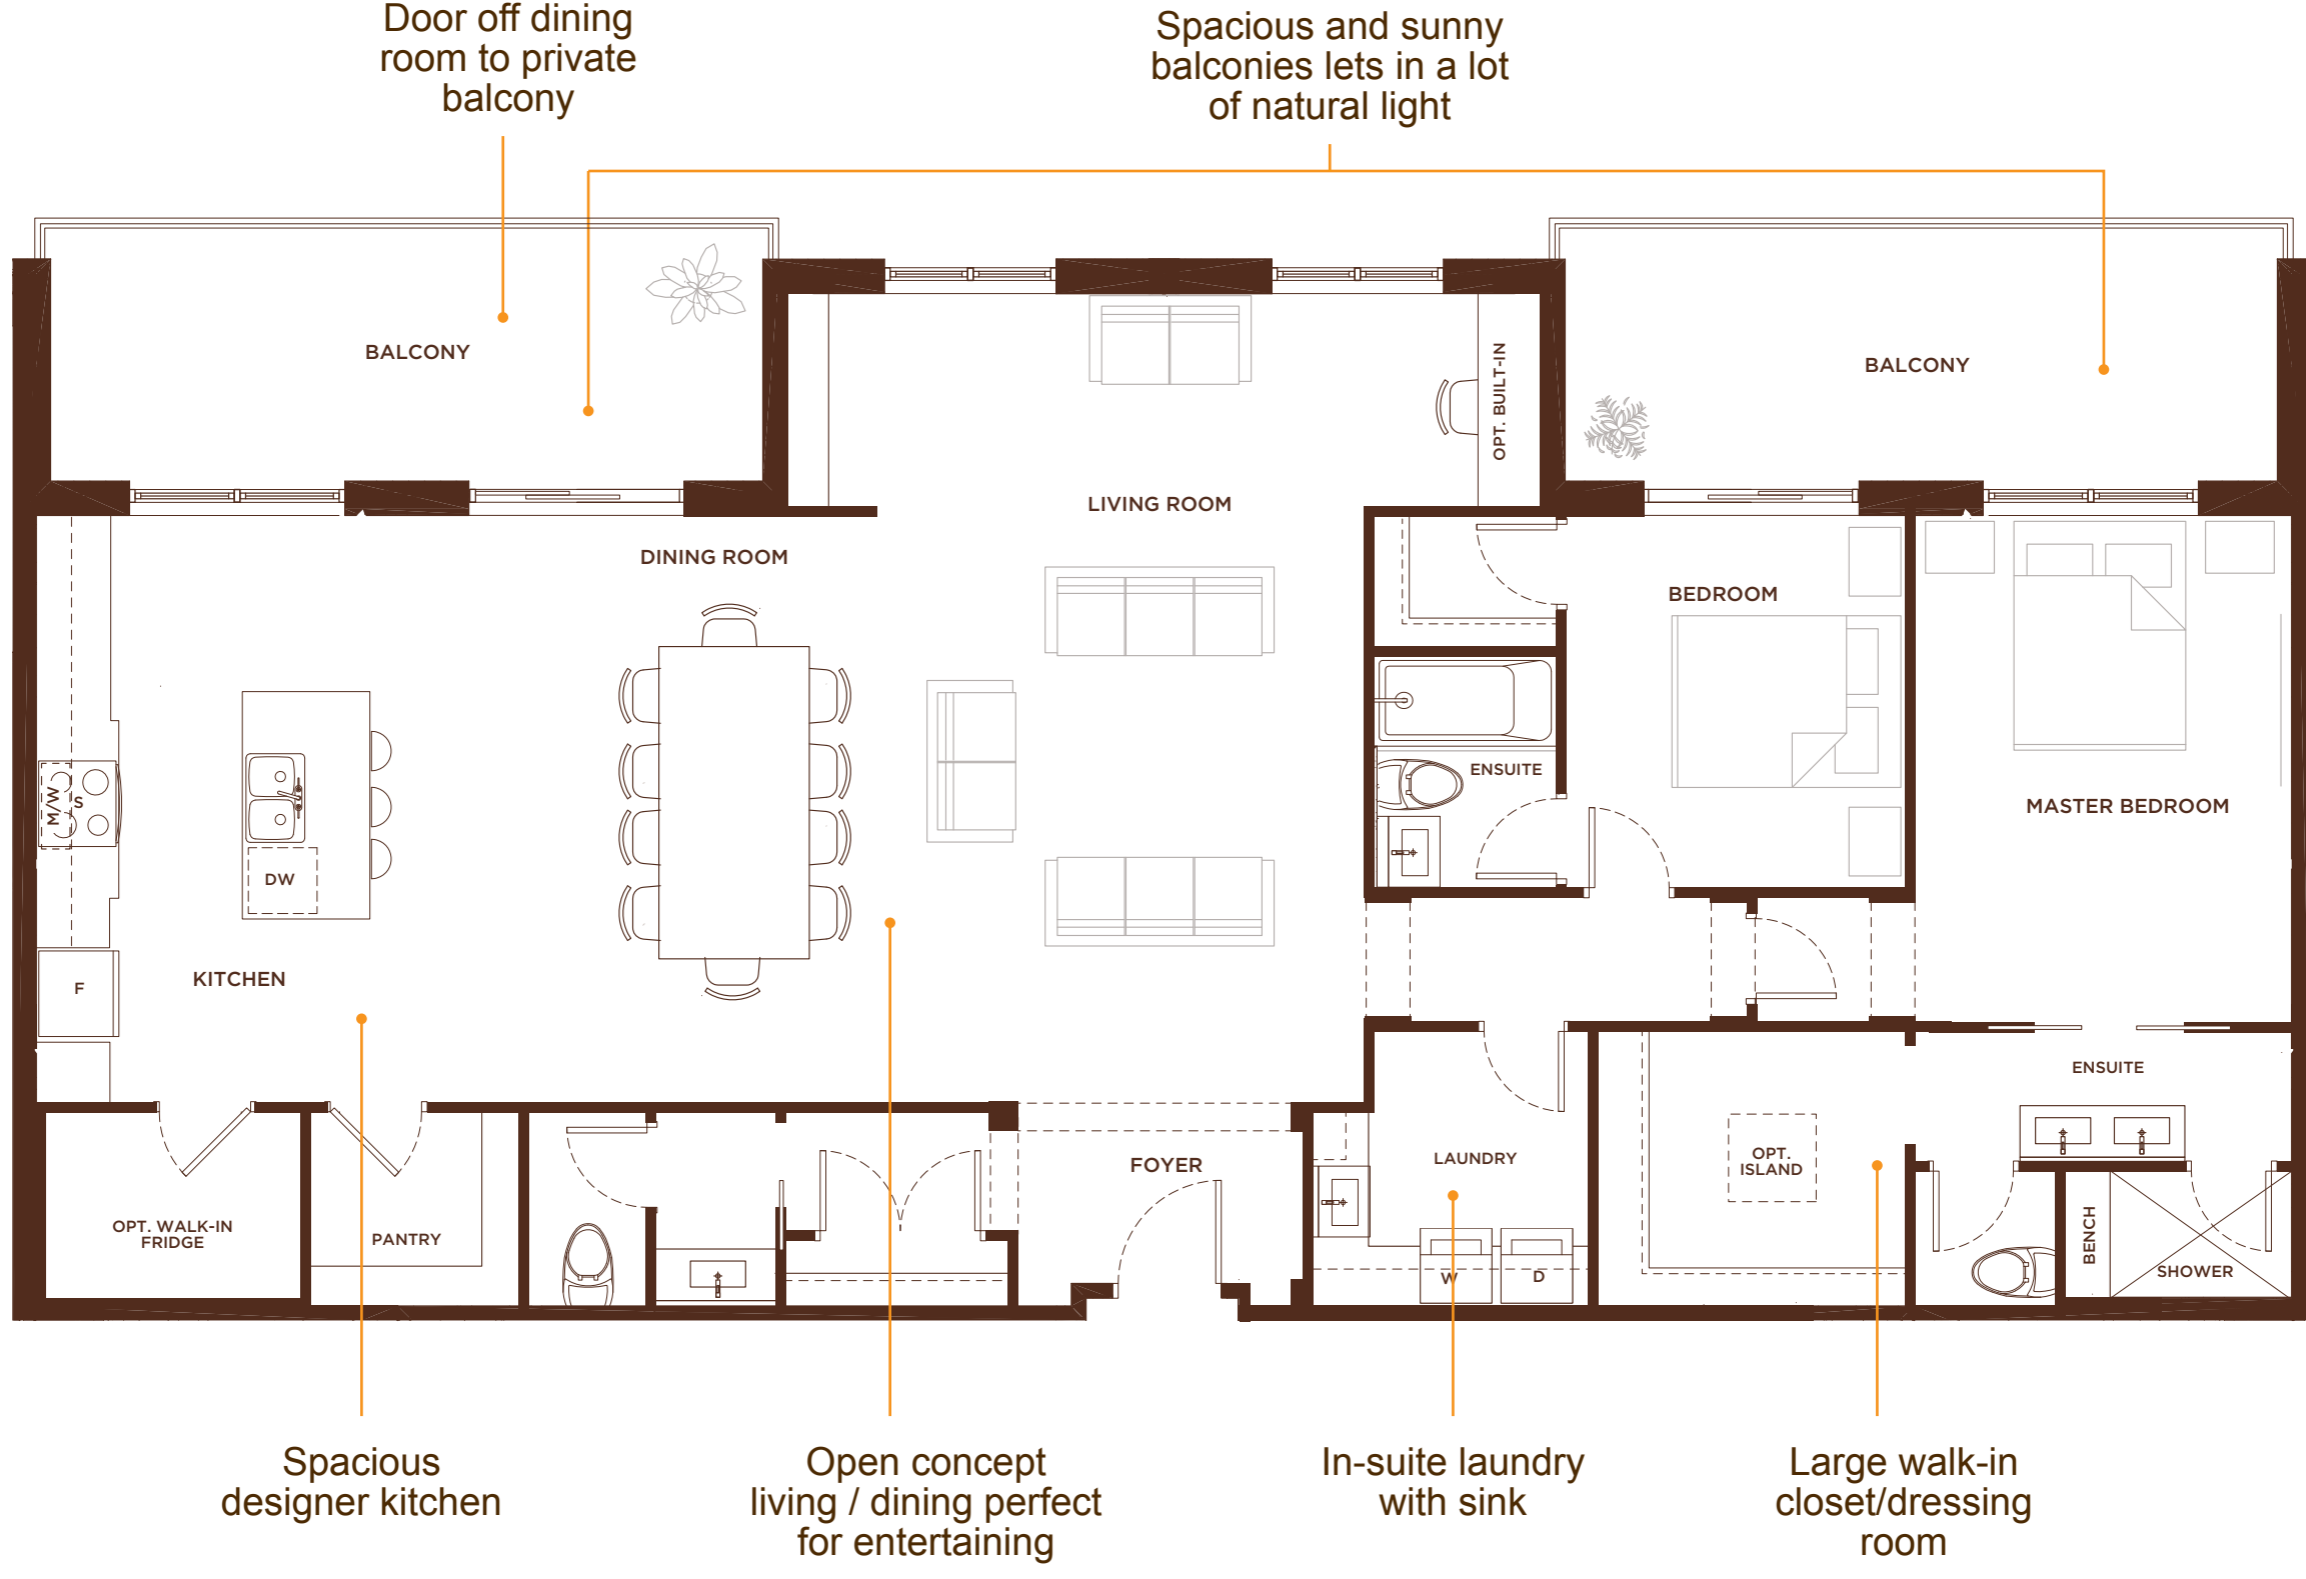 Door off dining
room to private
balcony
Spacious and sunny
balconies lets in a lot
of natural light
BALCONY
BALCONY
OPT. BUILT-IN
LIVING ROOM
DINING ROOM
BEDROOM
ENSUITE
MASTER BEDROOM
M/W
S
DW
KITCHEN
F
ENSUITE
FOYER
LAUNDRY
OPT.
ISLAND
OPT. WALK-IN
FRIDGE
PANTRY
BENCH
SHOWER
W
D
Spacious
designer kitchen
Open concept
living / dining perfect
for entertaining
In-suite laundry
with sink
Large walk-in
closet/dressing
room